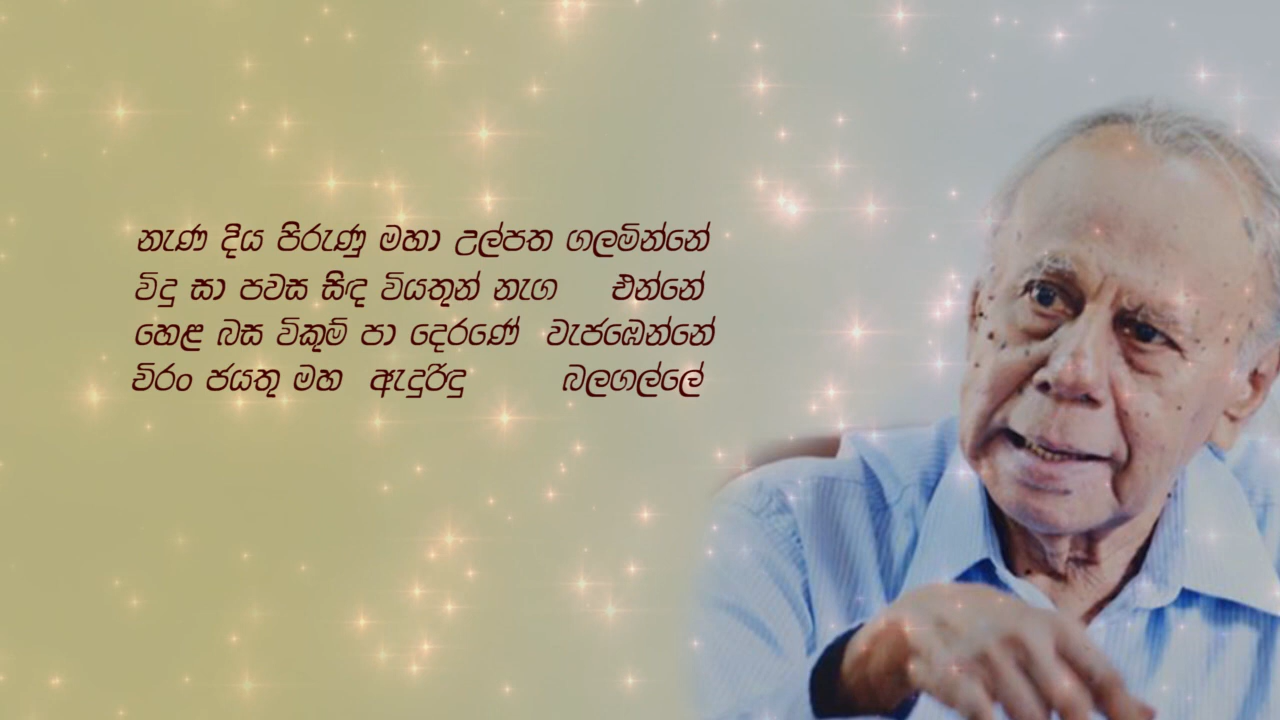 නැණ දිය පිරුණු මහා උල්පත ගලමින්නේ
විදු සා පවස සිඳ වියතුන් නැග එන්නේ
හෙළ බස විකුම් පා දෙරණේ වැජඹෙන්නේ
චිරං ජයතු මහ ඇදුරිඳු බලගල්ලේ